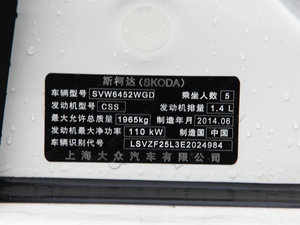 斯柯达(SKODA)
车辆型号 SVW6452WGD 乘坐人数 5
发动机型号 CSS 发动机排量 1.4 L
最大允许总质量 1965kg 制造年月 2014.06
发动机最大净功率 110 kW 制造国 中国
车辆识别代号 LSVZF25L3E2024984
上海大众汽车有限公司